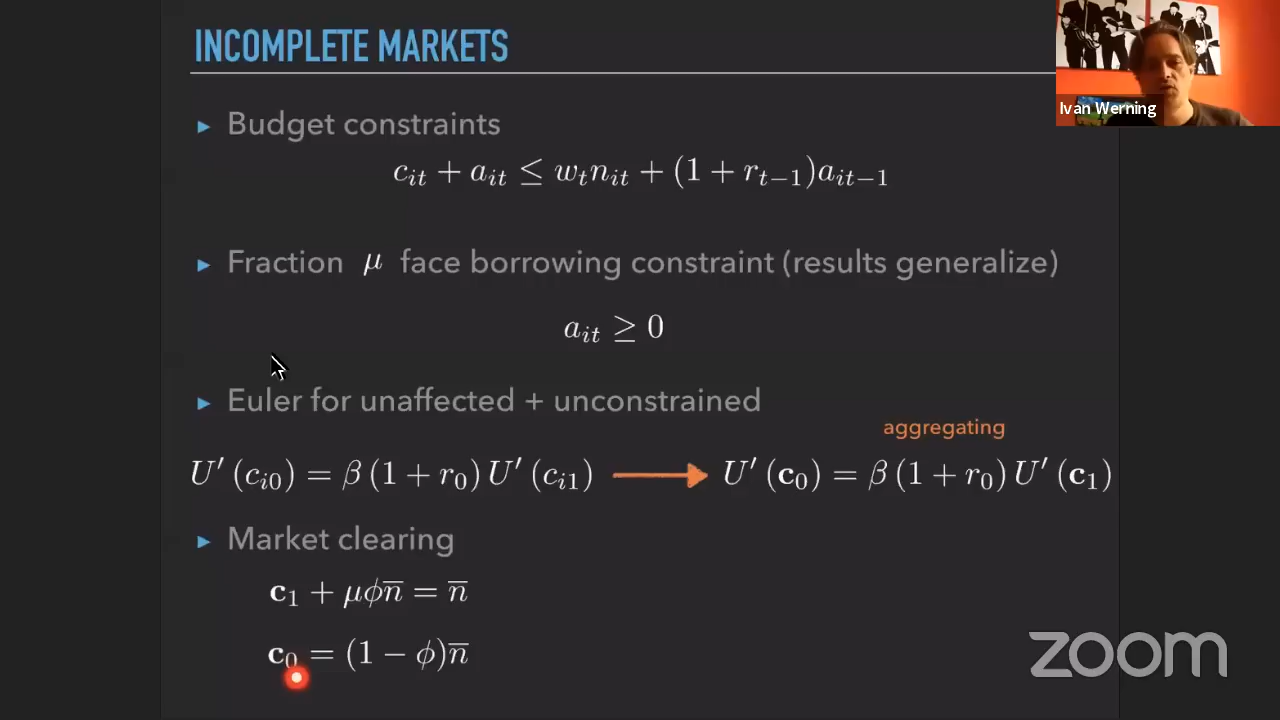 INCOMPLETE MARKETS
Ivan Werning
▸ Budget constraints
c_{it} + a_{it} ≤ w_t n_{it} + (1 + r_{t−1})a_{it−1}
▸ Fraction μ face borrowing constraint (results generalize)
a_{it} ≥ 0
▸ Euler for unaffected + unconstrained
aggregating
U′(c_{i0}) = β(1 + r_0)U′(c_{i1}) → U′(c_0) = β(1 + r_0)U′(c_1)
▸ Market clearing
c_1 + μϕn̅ = n̅
c_0 = (1 − ϕ)n̅
zoom